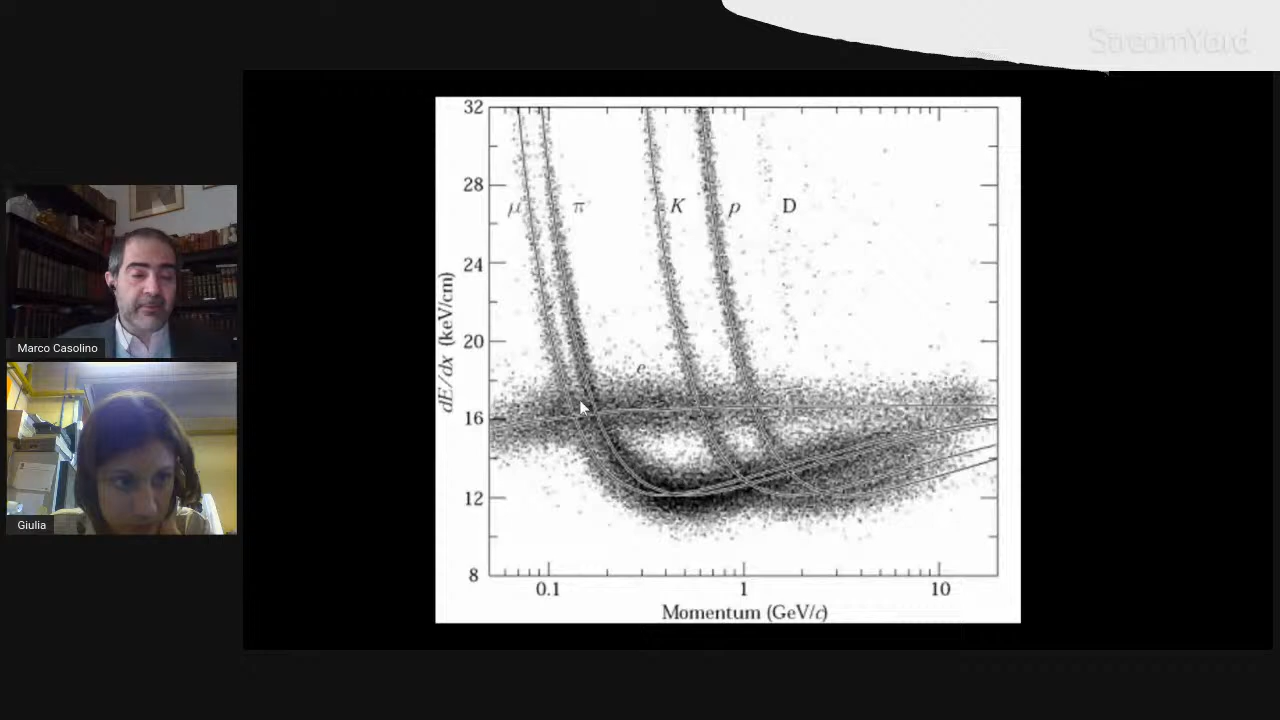 StreamYard
32
28
24
20
16
12
8
dE/dx (keV/cm)
μ π K p D
e
0.1 1 10
Momentum (GeV/c)
Marco Casolino
Giulia